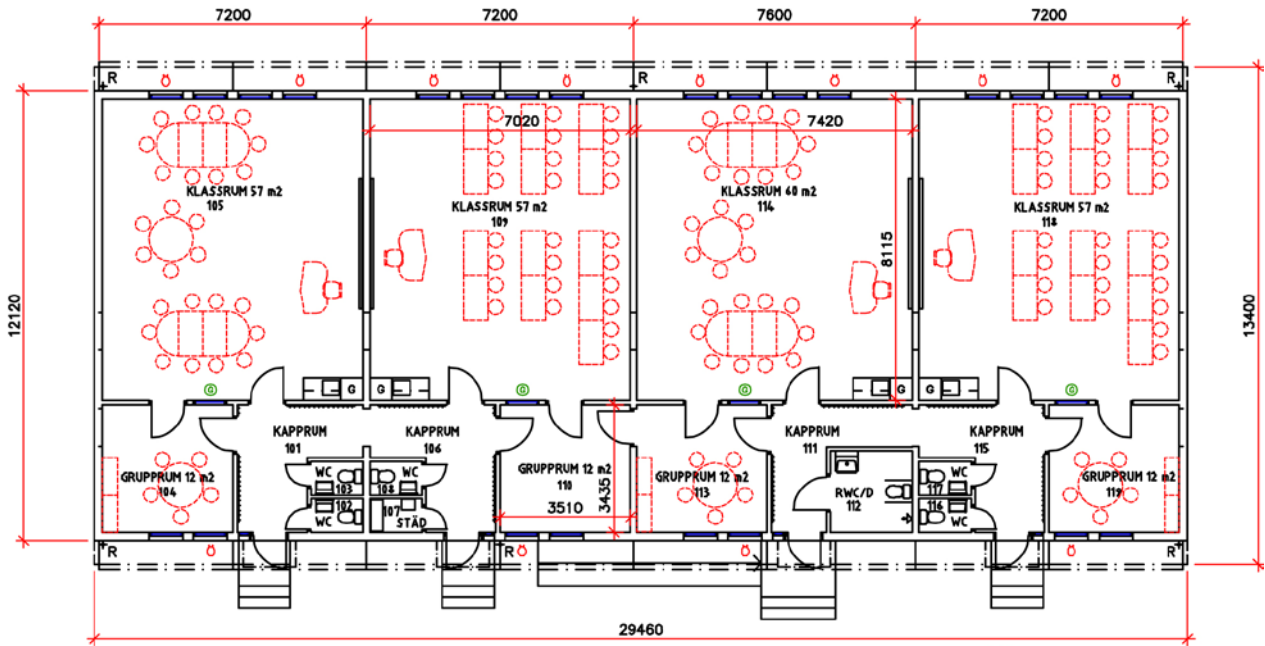 7200 7200 7600 7200
R R R R
Ö Ö Ö Ö Ö Ö Ö Ö
7020 7420
KLASSRUM 57 m2
105
KLASSRUM 57 m2
109
KLASSRUM 60 m2
114
KLASSRUM 57 m2
118
8115
12120
13400
G G G G
G G G G
KAPPRUM
101
KAPPRUM
106
KAPPRUM
111
KAPPRUM
115
GRUPPRUM 12 m2
104
WC
103
102
WC
WC
108
107
STÄD
GRUPPRUM 12 m2
110
3435
3510
GRUPPRUM 12 m2
113
RWC/D
112
WC
117
116
WC
GRUPPRUM 12 m2
119
R Ö R Ö R Ö Ö R
29460